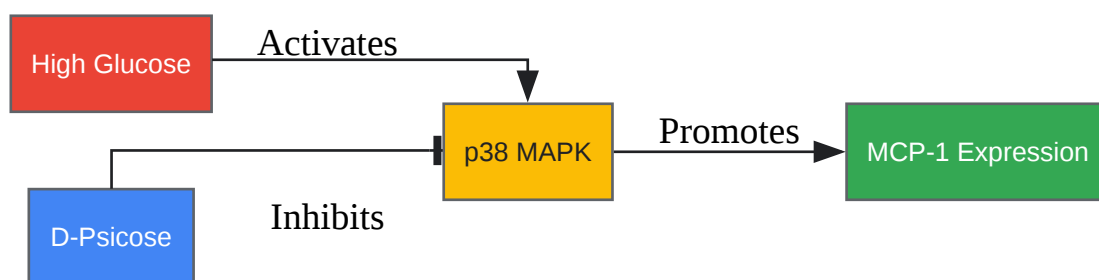 Activates
High Glucose
Promotes
p38 MAPK
MCP-1 Expression
Inhibits
D-Psicose